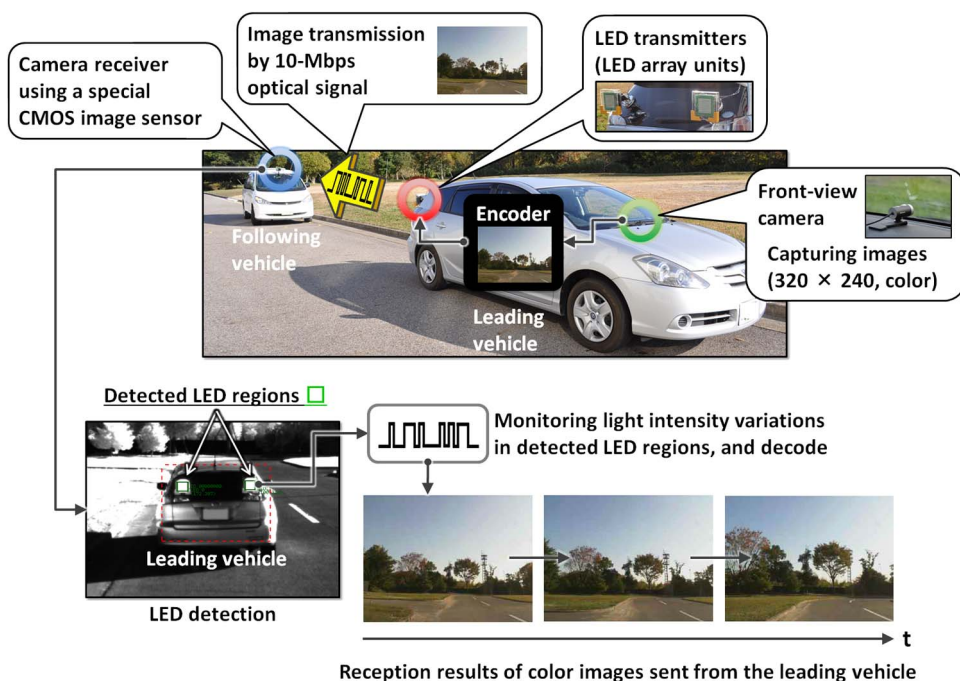 Camera receiver
using a special
CMOS image sensor
Image transmission
by 10-Mbps
optical signal
LED transmitters
(LED array units)
Front-view
camera
Capturing images
(320 × 240, color)
Encoder
Following
vehicle
Leading
vehicle
Detected LED regions
Leading vehicle
LED detection
Monitoring light intensity variations
in detected LED regions, and decode
t
Reception results of color images sent from the leading vehicle